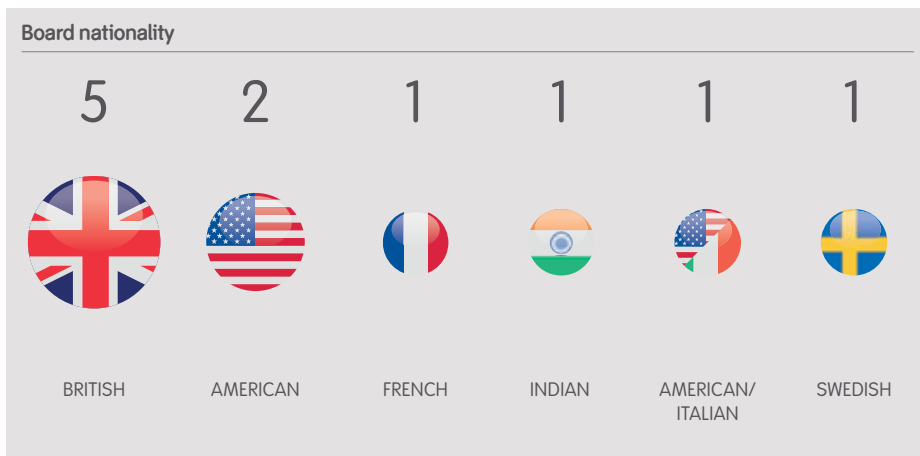 Board nationality
5 2 1 1 1 1
BRITISH AMERICAN FRENCH INDIAN AMERICAN/ SWEDISH
ITALIAN